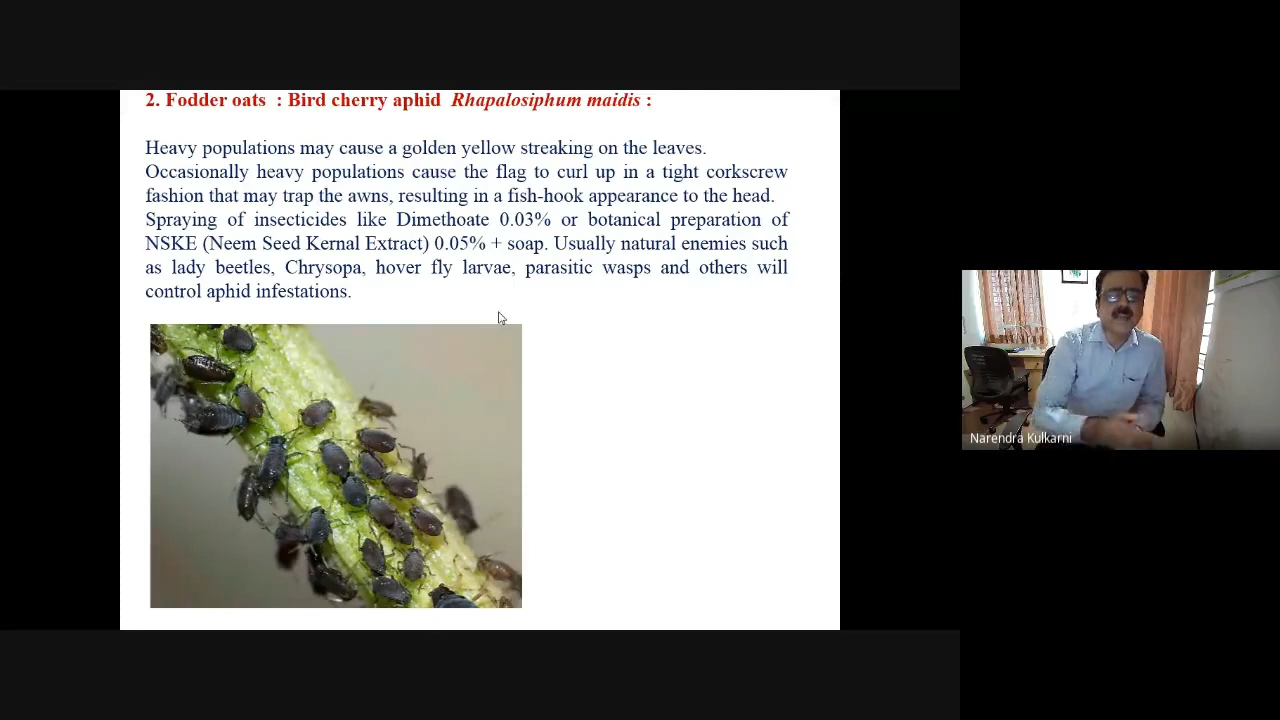 2. Fodder oats : Bird cherry aphid Rhapalosiphum maidis :
Heavy populations may cause a golden yellow streaking on the leaves.
Occasionally heavy populations cause the flag to curl up in a tight corkscrew
fashion that may trap the awns, resulting in a fish-hook appearance to the head.
Spraying of insecticides like Dimethoate 0.03% or botanical preparation of
NSKE (Neem Seed Kernal Extract) 0.05% + soap. Usually natural enemies such
as lady beetles, Chrysopa, hover fly larvae, parasitic wasps and others will
control aphid infestations.
Narendra Kulkarni